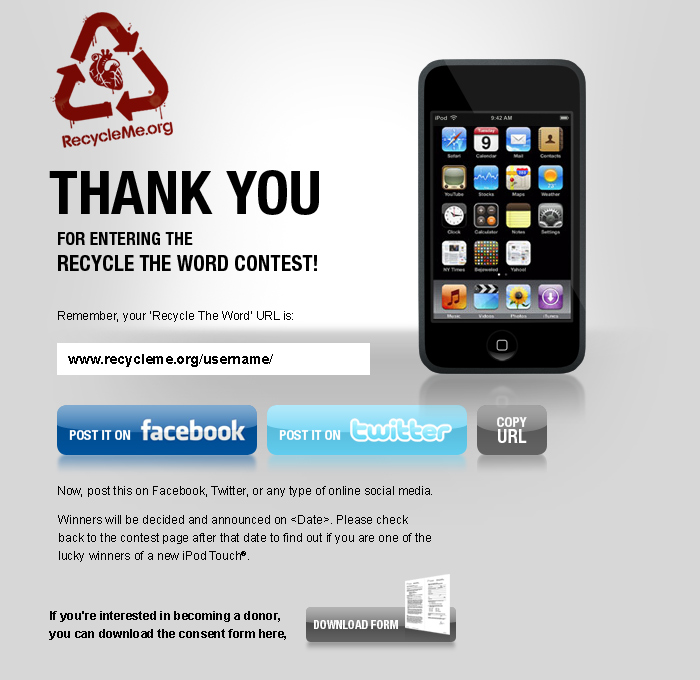 RecycleMe.org
THANK YOU
FOR ENTERING THE
RECYCLE THE WORD CONTEST!
Remember, your 'Recycle The Word' URL is:
www.recycleme.org/username/
POST IT ON facebook
POST IT ON twitter
COPY
URL
Now, post this on Facebook, Twitter, or any type of online social media.
Winners will be decided and announced on <Date>. Please check
back to the contest page after that date to find out if you are one of the
lucky winners of a new iPod Touch®.
If you're interested in becoming a donor,
you can download the consent form here,
DOWNLOAD FORM
iPod 9:42 AM
Tuesday
9
Safari Calendar Mail Contacts
YouTube Stocks Maps Weather
Clock Calculator Notes Settings
NY Times Bejeweled Yahoo!
Music Videos Photos iTunes